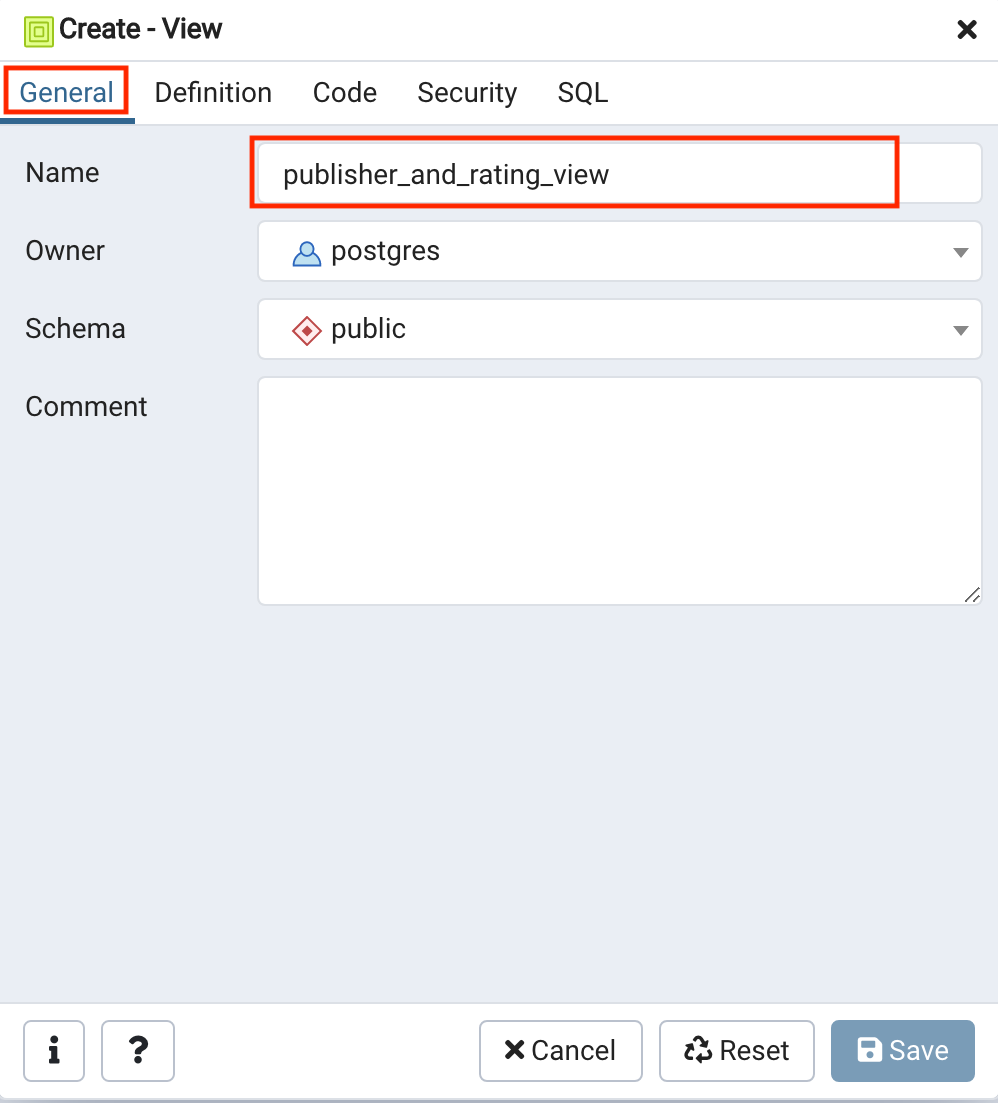 Create - View
General Definition Code Security SQL
Name publisher_and_rating_view
Owner postgres
Schema public
Comment
i ? Cancel Reset Save